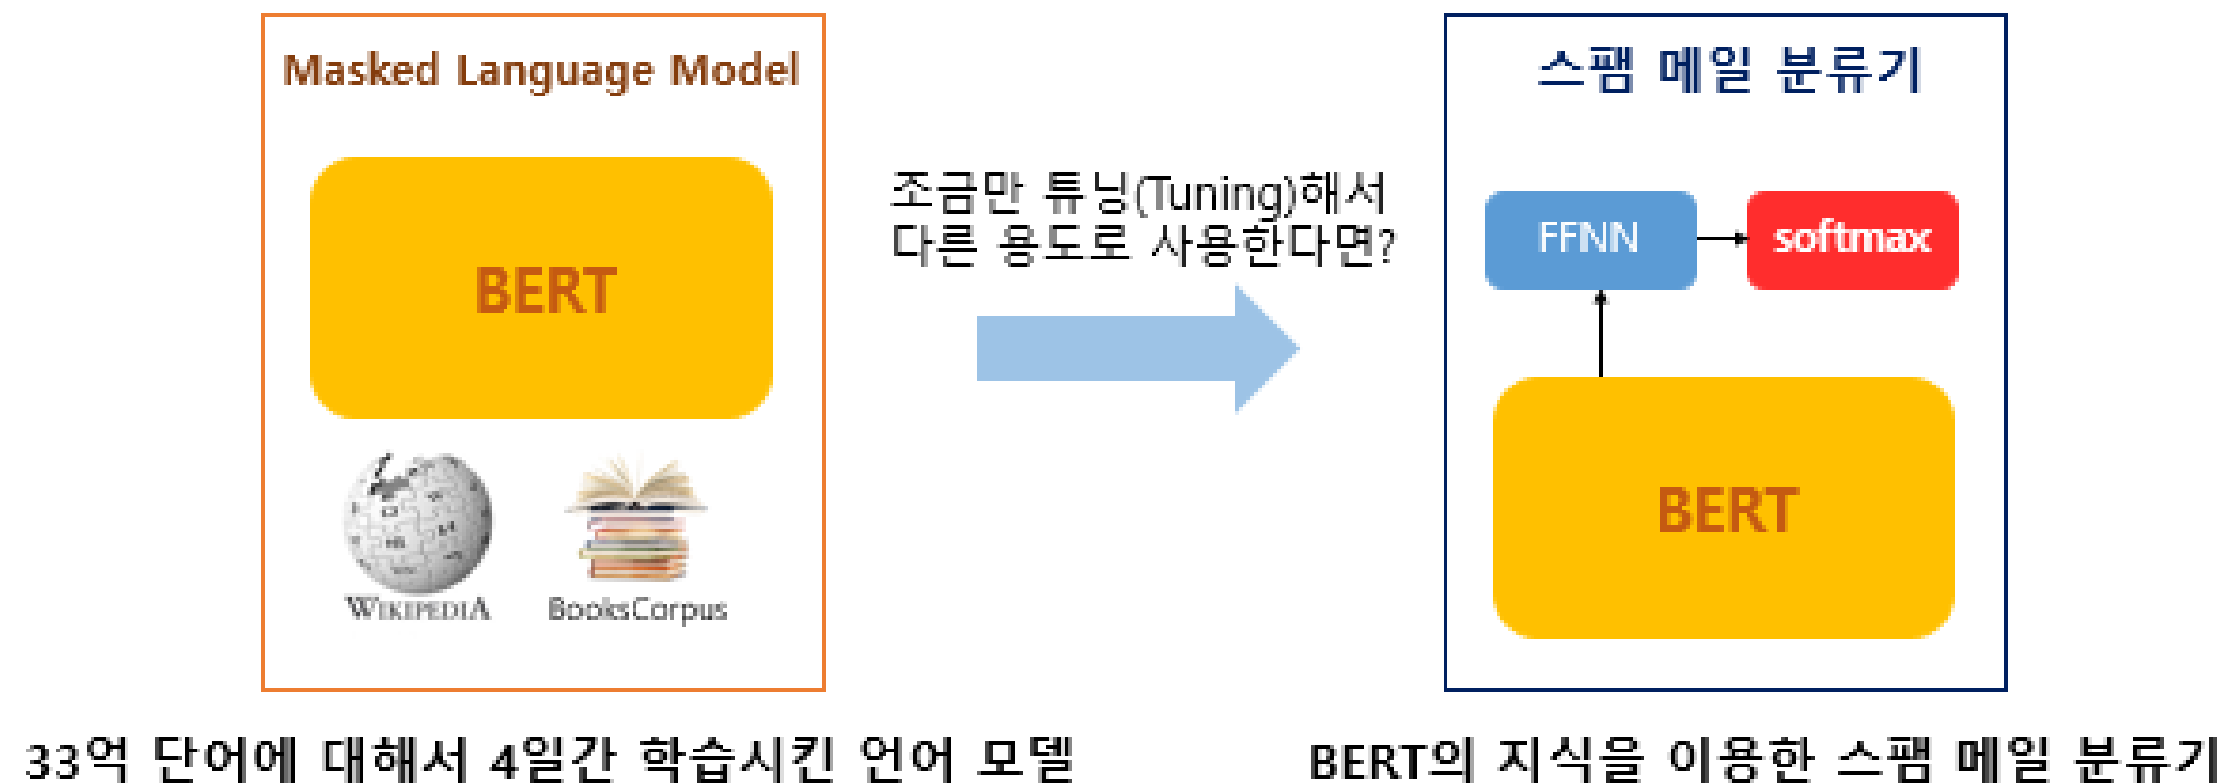 Masked Language Model
BERT
WIKIPEDIA
BooksCorpus
33억 단어에 대해서 4일간 학습시킨 언어 모델
조금만 튜닝(Tuning)해서
다른 용도로 사용한다면?
스팸 메일 분류기
FFNN
softmax
BERT
BERT의 지식을 이용한 스팸 메일 분류기